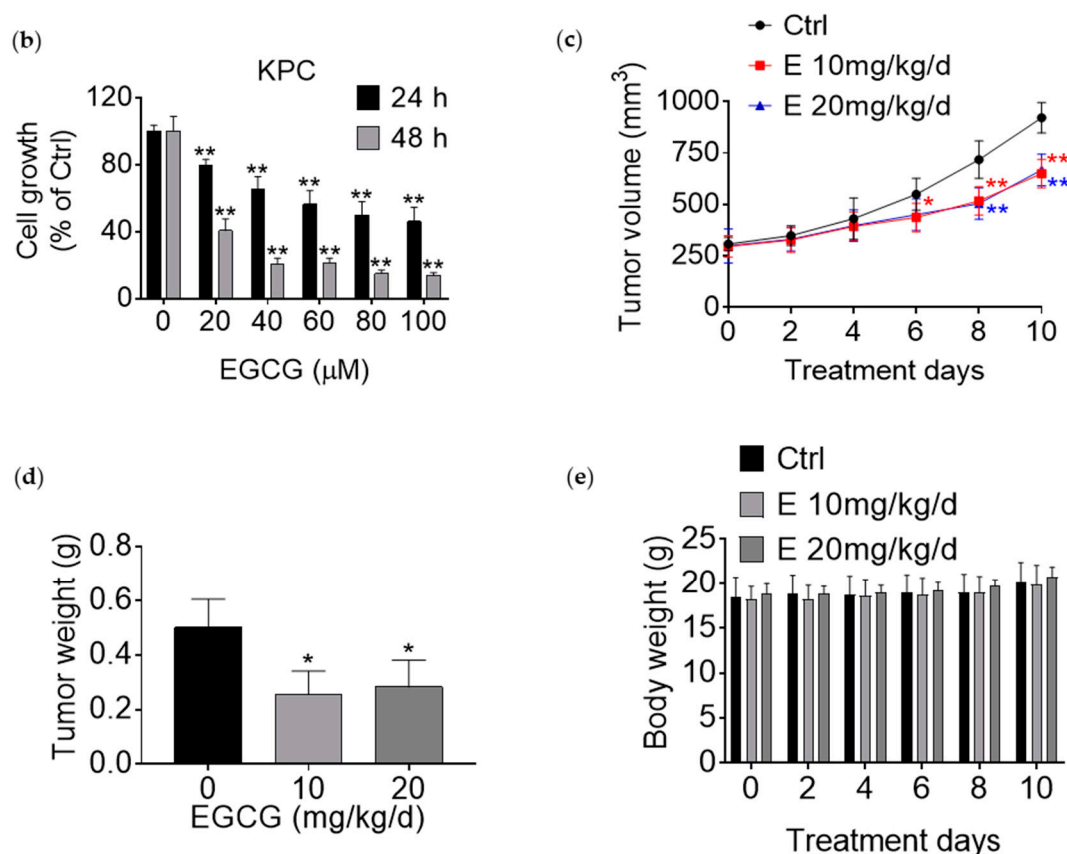 (b)
KPC
24 h
48 h
Cell growth
(% of Ctrl)
120
80
40
0
**
**
**
**
**
**
**
**
**
**
0 20 40 60 80 100
EGCG (μM)
(c)
Ctrl
E 10mg/kg/d
E 20mg/kg/d
Tumor volume (mm³)
1000
750
500
250
0
*
**
**
**
**
0 2 4 6 8 10
Treatment days
(d)
Tumor weight (g)
0.8
0.6
0.4
0.2
0.0
* *
0 10 20
EGCG (mg/kg/d)
(e)
Ctrl
E 10mg/kg/d
E 20mg/kg/d
Body weight (g)
25
20
15
10
5
0
0 2 4 6 8 10
Treatment days